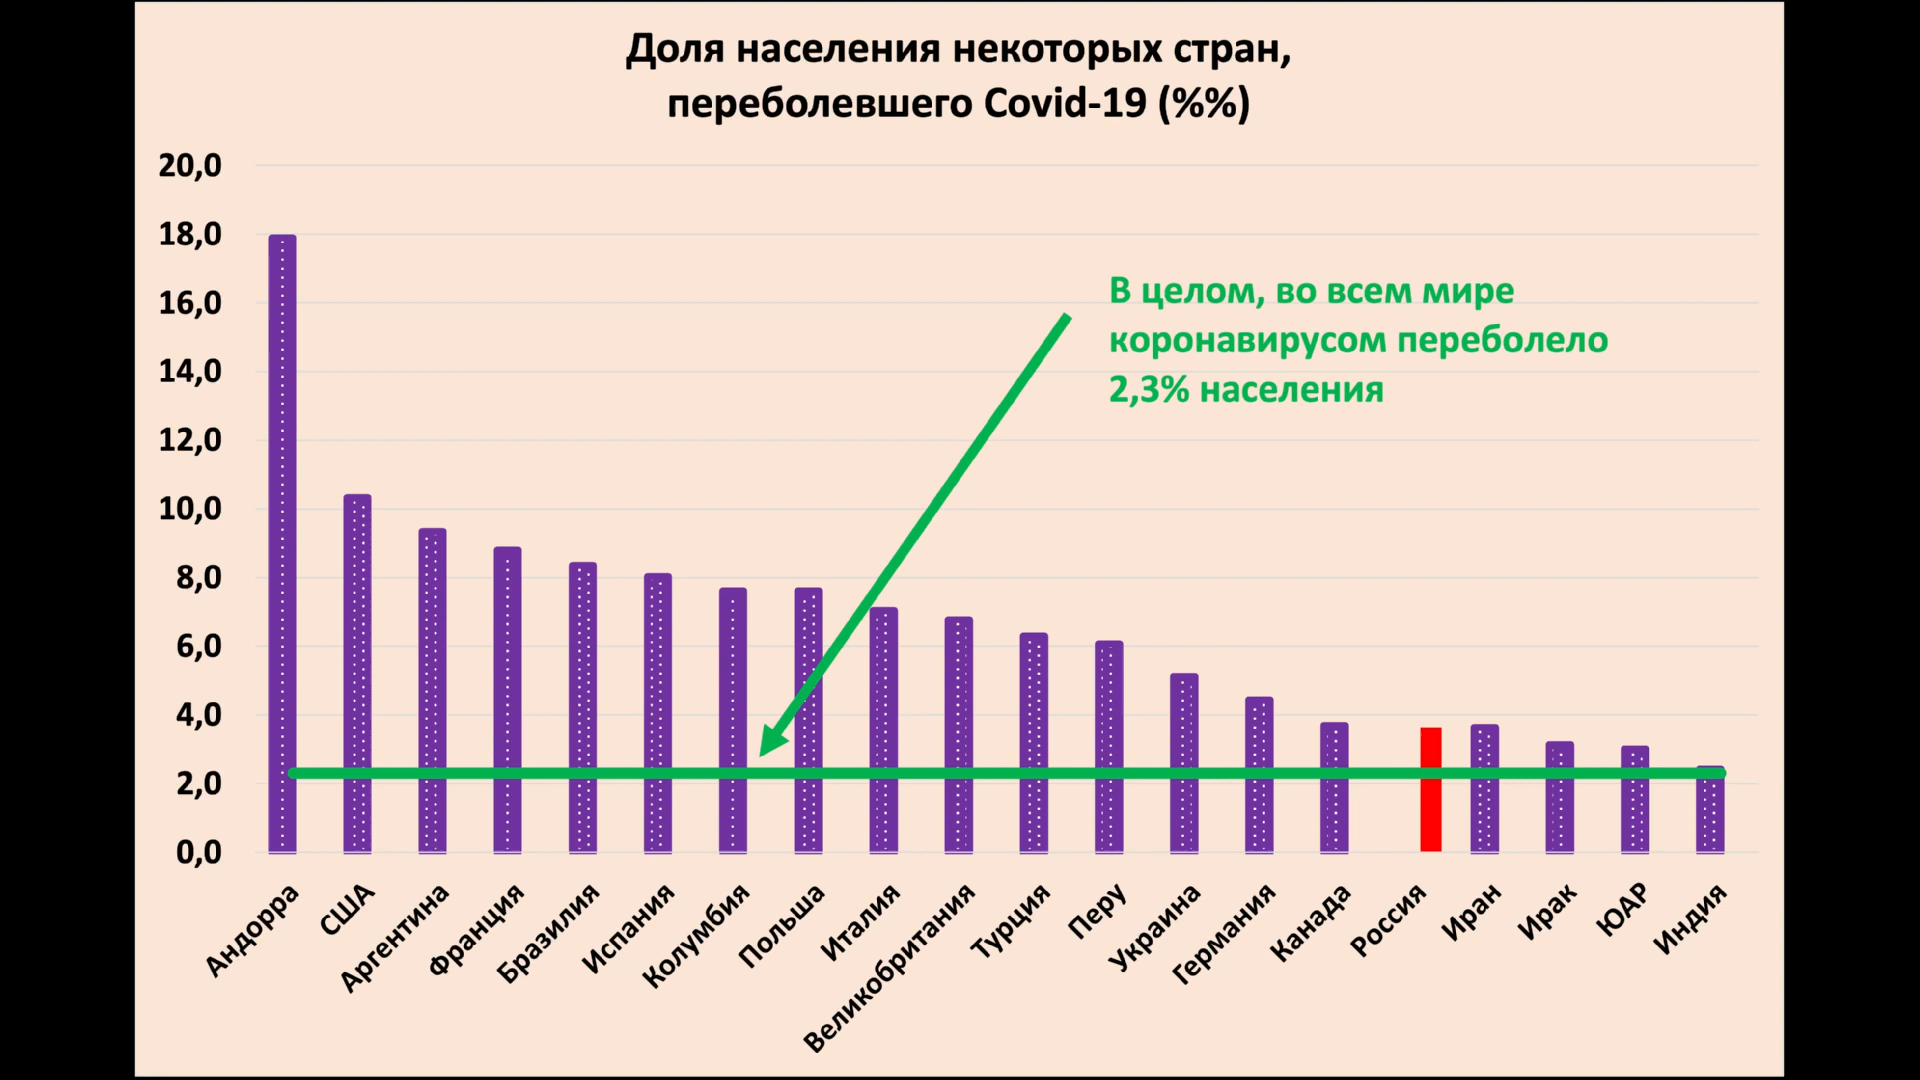 Доля населения некоторых стран,
переболевшего Covid-19 (%%)
20,0
18,0
16,0
14,0
12,0
10,0
8,0
6,0
4,0
2,0
0,0
В целом, во всем мире
коронавирусом переболело
2,3% населения
Андорра
США
Аргентина
Франция
Бразилия
Испания
Колумбия
Польша
Италия
Великобритания
Турция
Перу
Украина
Германия
Канада
Россия
Иран
Ирак
ЮАР
Индия